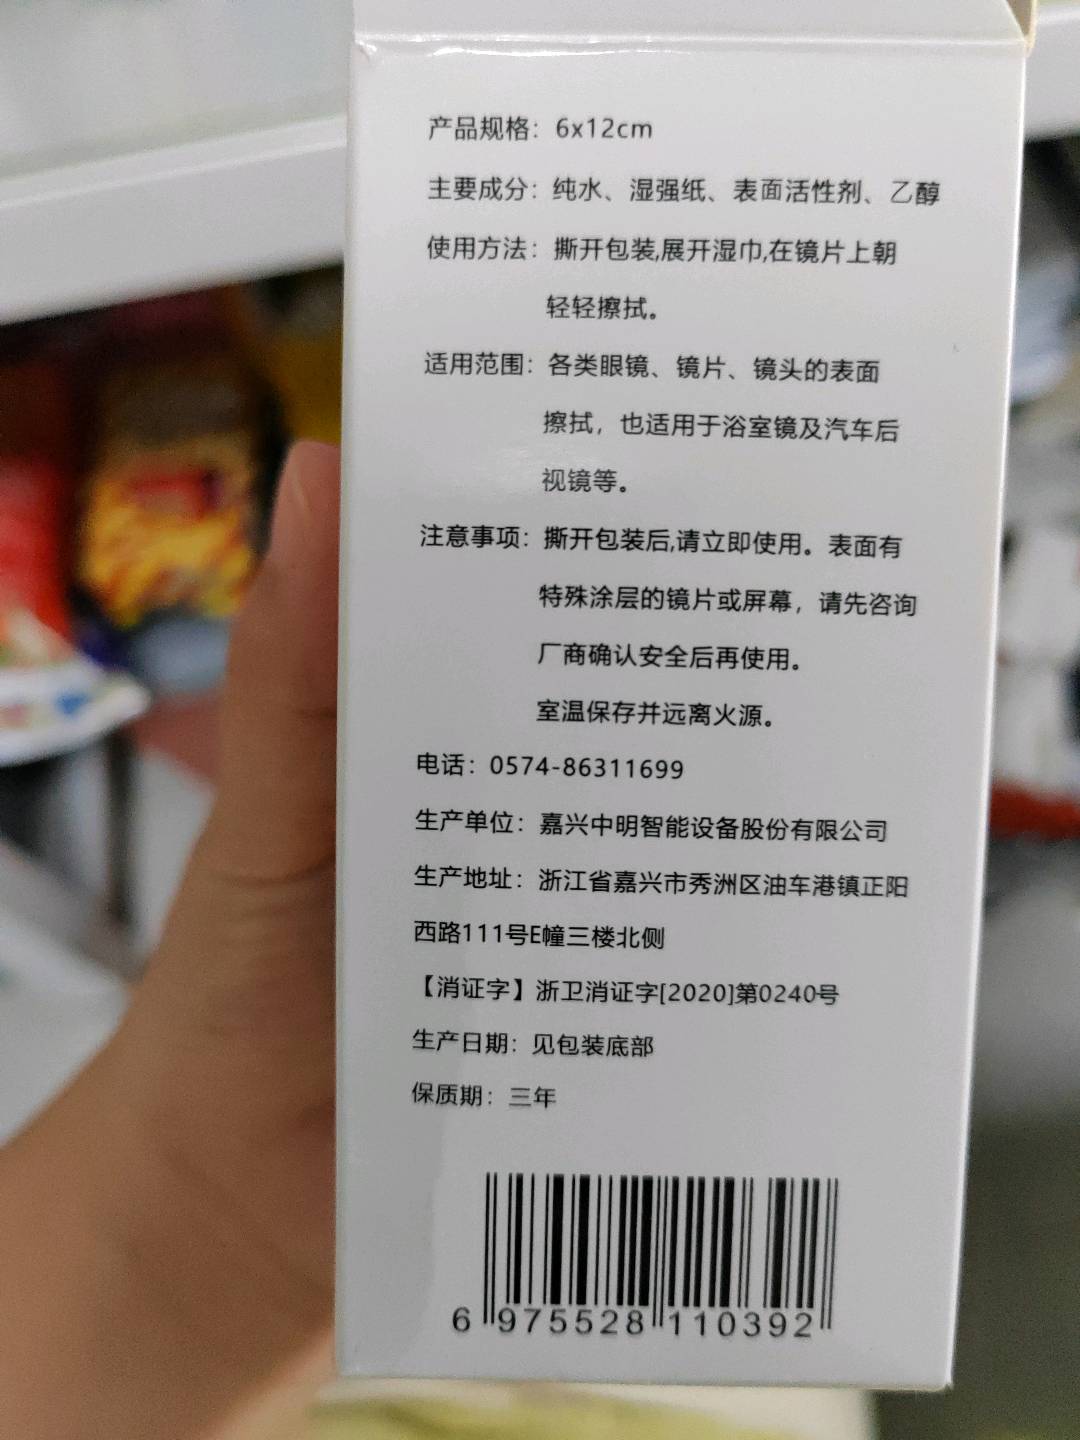 产品规格：6x12cm
主要成分：纯水、湿强纸、表面活性剂、乙醇
使用方法：撕开包装,展开湿巾,在镜片上朝
轻轻擦拭。
适用范围：各类眼镜、镜片、镜头的表面
擦拭，也适用于浴室镜及汽车后
视镜等。
注意事项：撕开包装后,请立即使用。表面有
特殊涂层的镜片或屏幕，请先咨询
厂商确认安全后再使用。
室温保存并远离火源。
电话：0574-86311699
生产单位：嘉兴中明智能设备股份有限公司
生产地址：浙江省嘉兴市秀洲区油车港镇正阳
西路111号E幢三楼北侧
【消证字】浙卫消证字[2020]第0240号
生产日期：见包装底部
保质期：三年
6 975528 110392